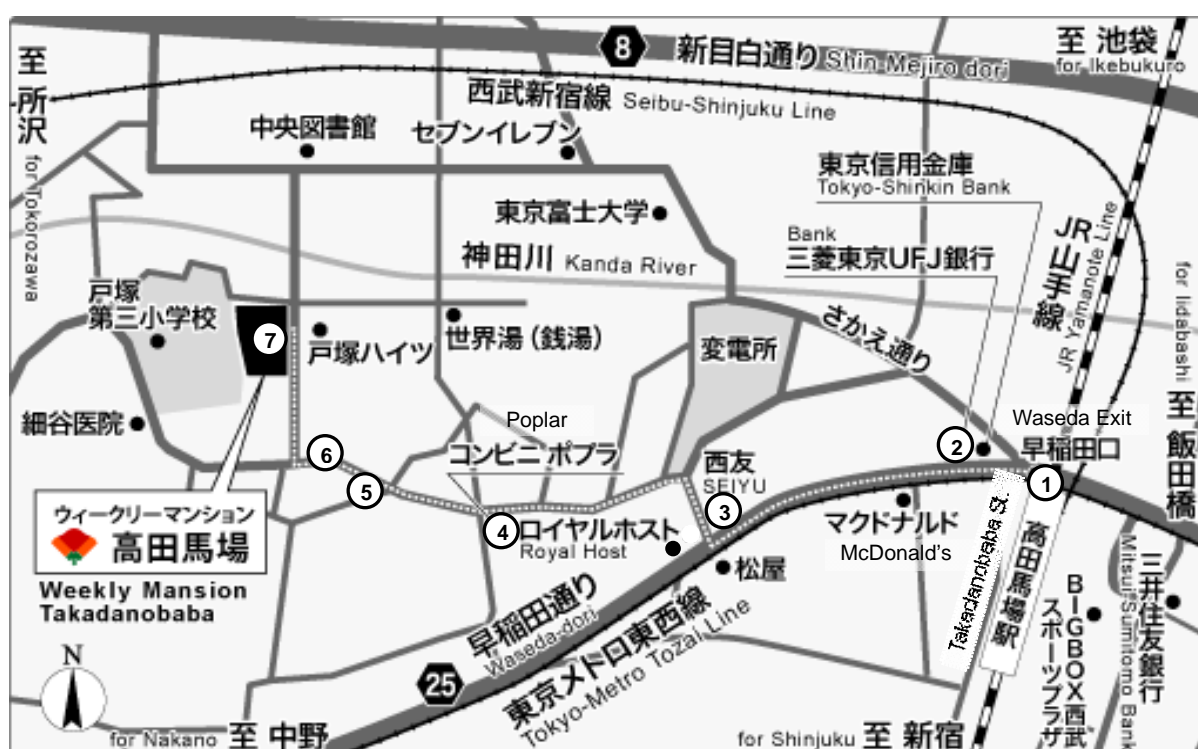 8
新目白通り Shin Mejiro dori
至 池袋
for Ikebukuro
至 所沢
for Tokorozawa
西武新宿線 Seibu-Shinjuku Line
中央図書館
セブンイレブン
東京信用金庫
Tokyo-Shinkin Bank
東京富士大学
Bank
三菱東京UFJ銀行
JR山手線
JR Yamanote Line
神田川 Kanda River
for Iidabashi
至 飯田橋
戸塚
第三小学校
7
戸塚ハイツ
世界湯(銭湯)
変電所
さかえ通り
細谷医院
Poplar
コンビニ ポプラ
Waseda Exit
早稲田口
6
5
4
3
2
1
西友
SEIYU
ロイヤルホスト
Royal Host
マクドナルド
McDonald's
松屋
ウィークリーマンション
高田馬場
Weekly Mansion
Takadanobaba
早稲田通り
Waseda-dori
東京メトロ東西線
Tokyo-Metro Tozai Line
Takadanobaba St.
高田馬場駅
BIGBOX西武
スポーツプラザ
三井住友銀行
Mitsui Sumitomo Bank
N
25
for Nakano 至 中野
for Shinjuku 至 新宿